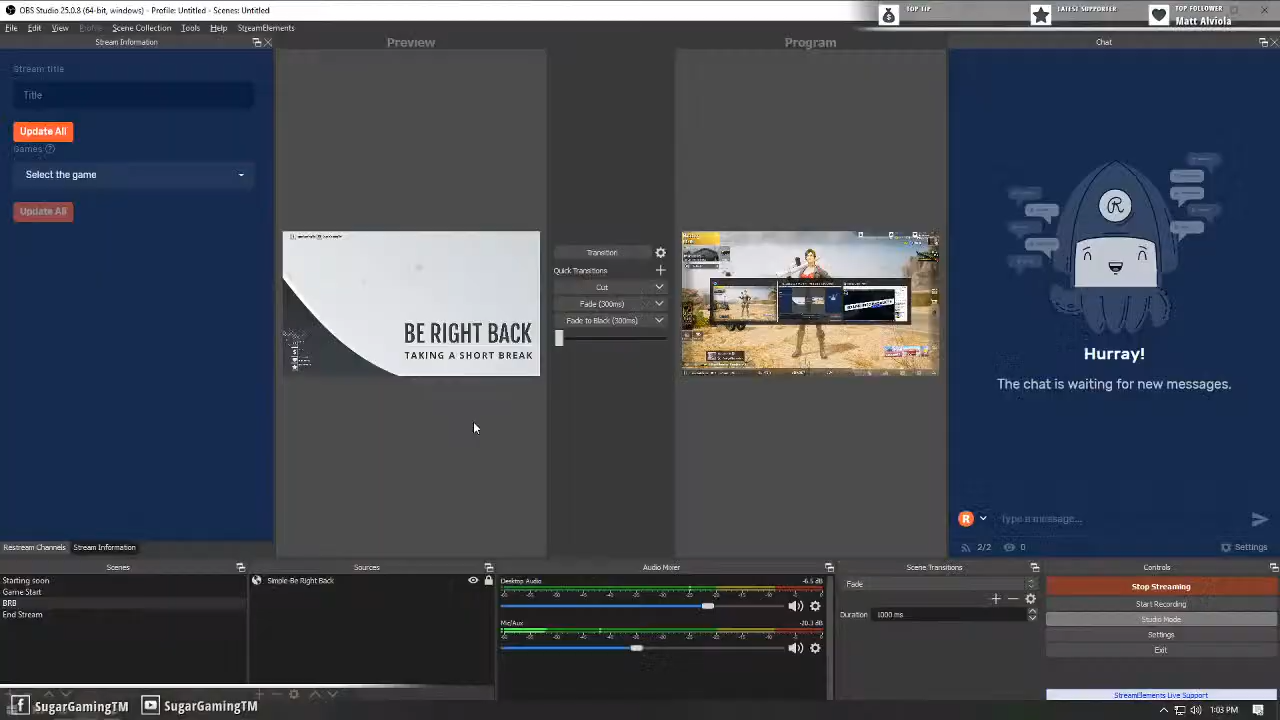 OBS Studio 25.0.8 (64-bit, windows) - Profile: Untitled - Scenes: Untitled
TOP TIP
LATEST SUPPORTER
TOP FOLLOWER
Matt Alviola
File Edit View Profile Scene Collection Tools Help StreamElements
Stream Information
Preview
Program
Chat
Stream title
Title
Update All
Games
Select the game
Update All
BE RIGHT BACK
TAKING A SHORT BREAK
Transition
Quick Transitions
Cut
Fade (300ms)
Fade to Black (300ms)
R
Hurray!
The chat is waiting for new messages.
R
Type a message...
2/2 0 Settings
Restream Channels Stream Information
Scenes
Sources
Audio Mixer
Scene Transitions
Controls
Starting soon
Game Start
BRB
End Stream
Simple-Be Right Back
Desktop Audio -6.5 dB
Mic/Aux -20.3 dB
Fade
Duration 1000 ms
Stop Streaming
Start Recording
Studio Mode
Settings
Exit
StreamElements Live Support
SugarGamingTM
SugarGamingTM
1:03 PM